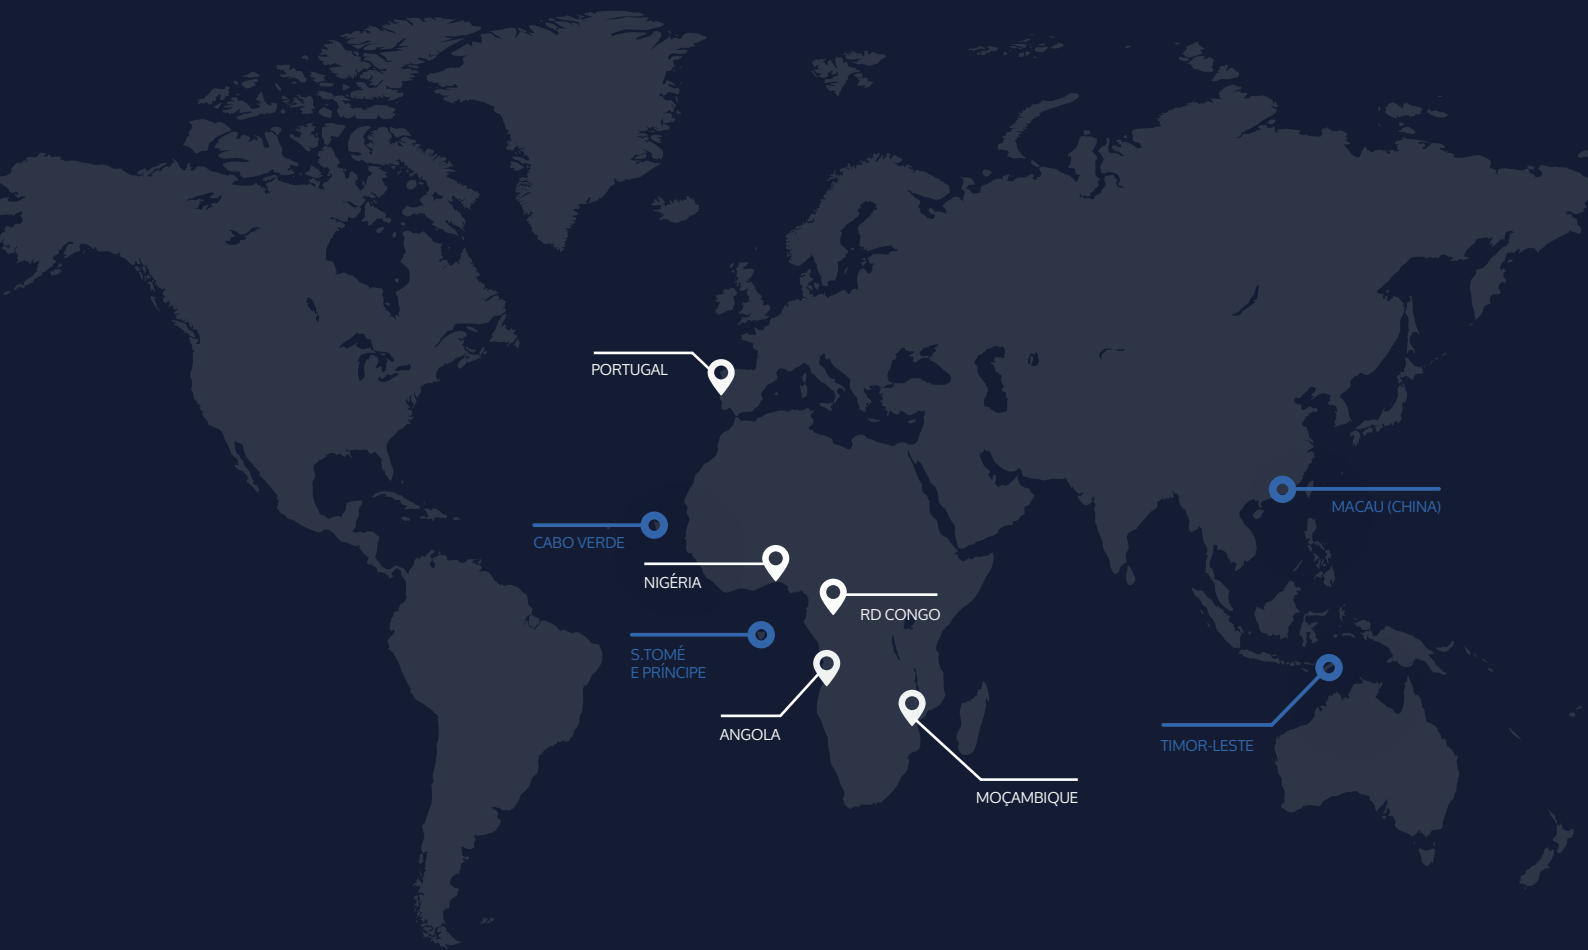 PORTUGAL
MACAU (CHINA)
CABO VERDE
NIGÉRIA
RD CONGO
S.TOMÉ
E PRÍNCIPE
ANGOLA
TIMOR-LESTE
MOÇAMBIQUE